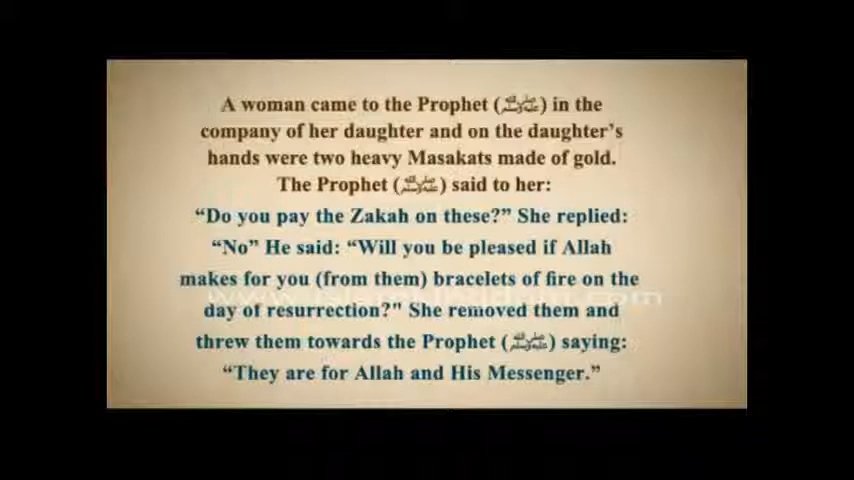 A woman came to the Prophet (ﷺ) in the
company of her daughter and on the daughter's
hands were two heavy Masakats made of gold.
The Prophet (ﷺ) said to her:
“Do you pay the Zakah on these?” She replied:
“No” He said: “Will you be pleased if Allah
makes for you (from them) bracelets of fire on the
day of resurrection?" She removed them and
threw them towards the Prophet (ﷺ) saying:
“They are for Allah and His Messenger.”